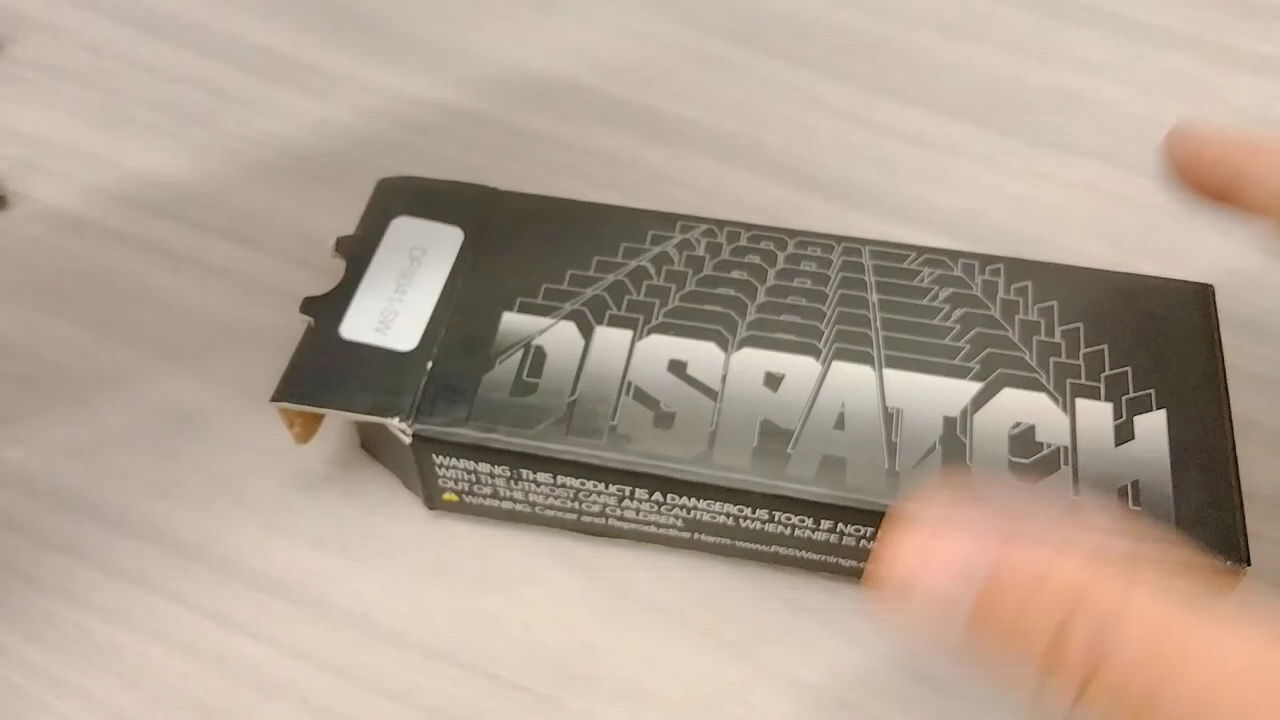 DISPATCH
WARNING : THIS PRODUCT IS A DANGEROUS TOOL IF NOT
WITH THE UTMOST CARE AND CAUTION. WHEN KNIFE IS
OUT OF THE REACH OF CHILDREN.
WARNING: Cancer and Reproductive Harm-www.P65Warnings.